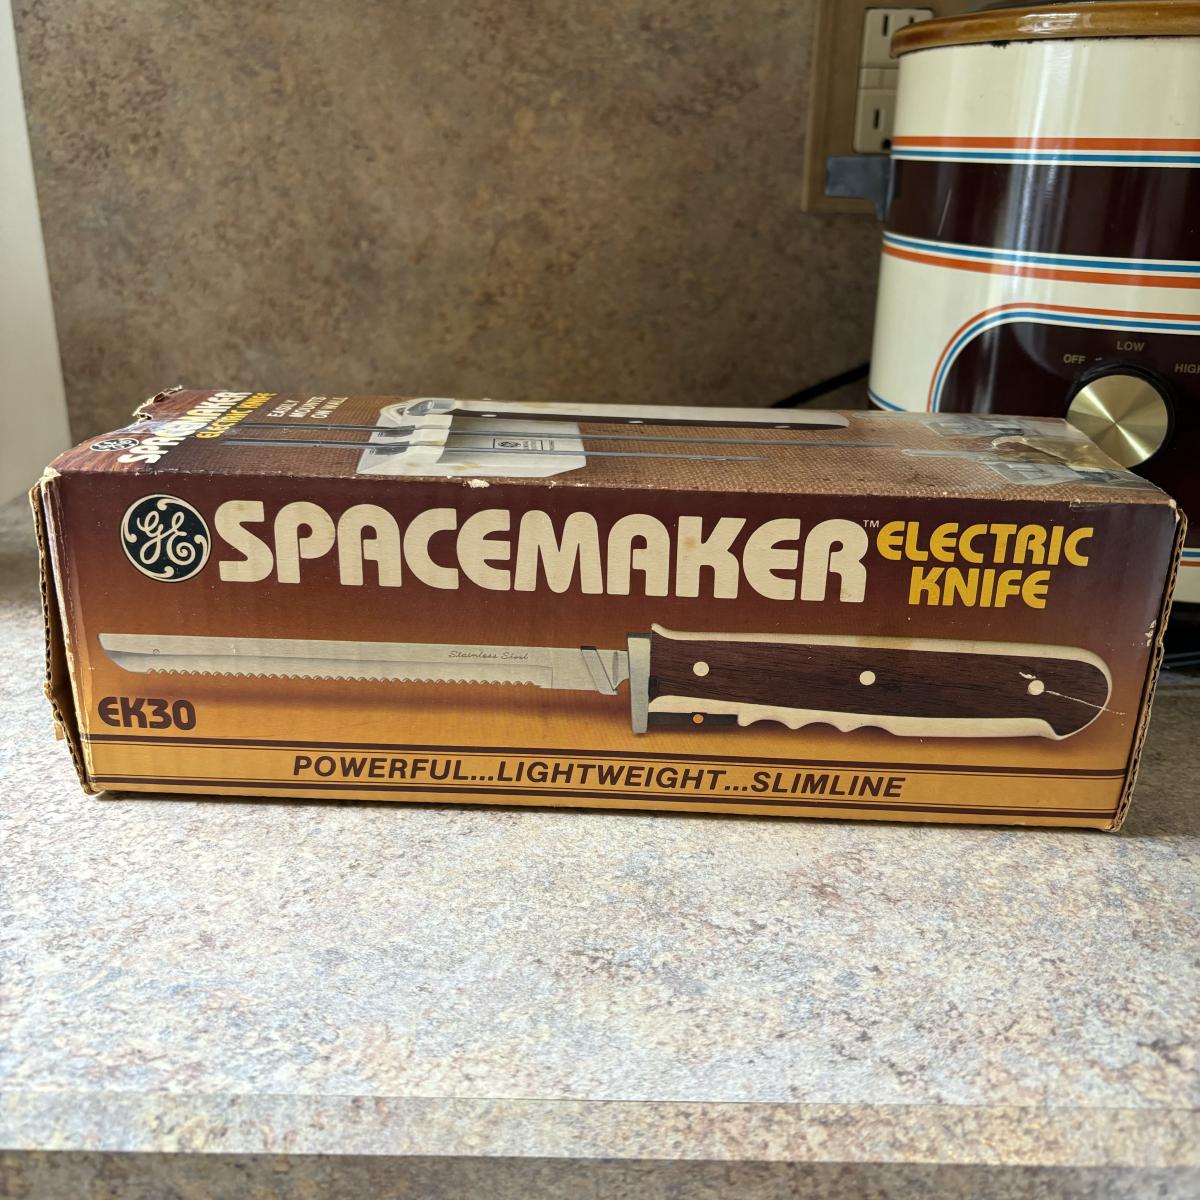 SPACEMAKER
ELECTRIC KNIFE
EASILY
MOUNTS
ON WALL
GE
SPACEMAKER™
ELECTRIC
KNIFE
Stainless Steel
EK30
POWERFUL...LIGHTWEIGHT...SLIMLINE
LOW
OFF
HIGH